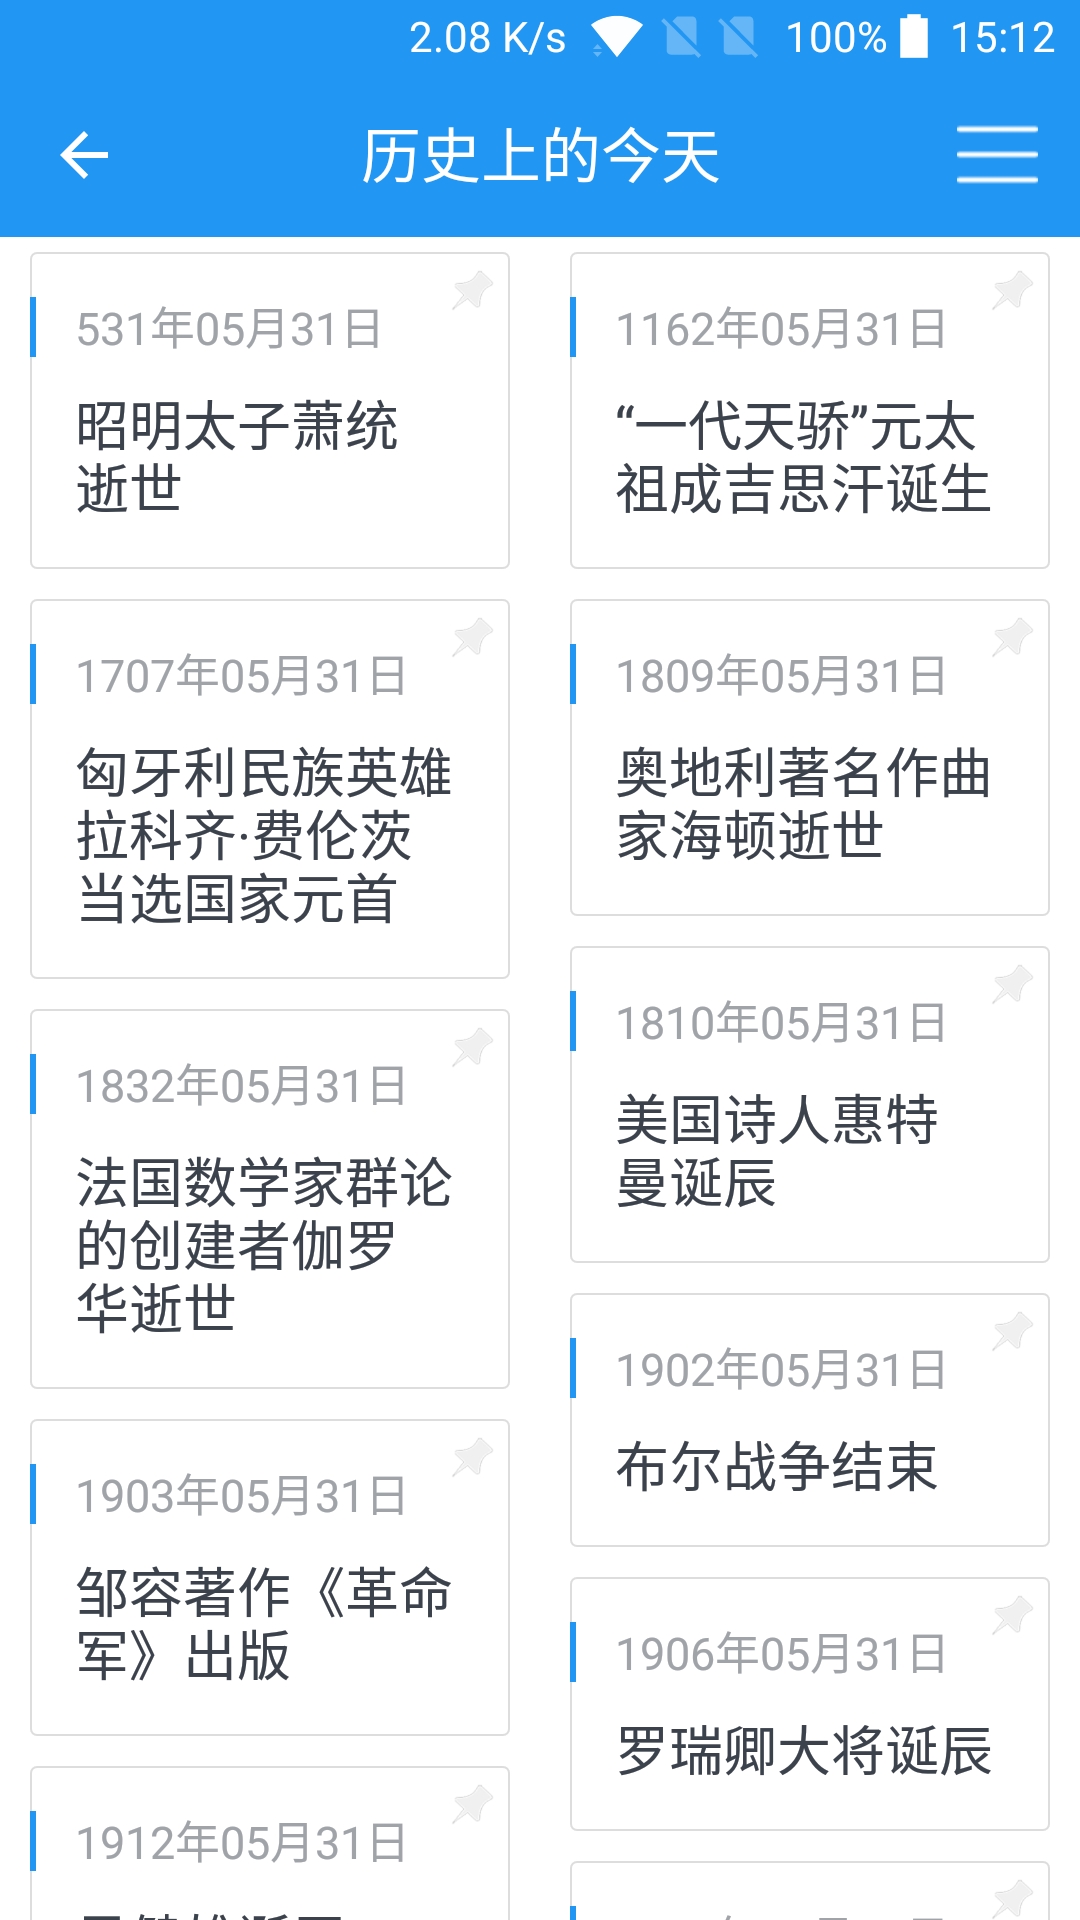 2.08 K/s 100% 15:12
历史上的今天
531年05月31日
昭明太子萧统
逝世
1162年05月31日
“一代天骄”元太
祖成吉思汗诞生
1707年05月31日
匈牙利民族英雄
拉科齐·费伦茨
当选国家元首
1809年05月31日
奥地利著名作曲
家海顿逝世
1810年05月31日
美国诗人惠特
曼诞辰
1832年05月31日
法国数学家群论
的创建者伽罗
华逝世
1902年05月31日
布尔战争结束
1903年05月31日
邹容著作《革命
军》出版
1906年05月31日
罗瑞卿大将诞辰
1912年05月31日